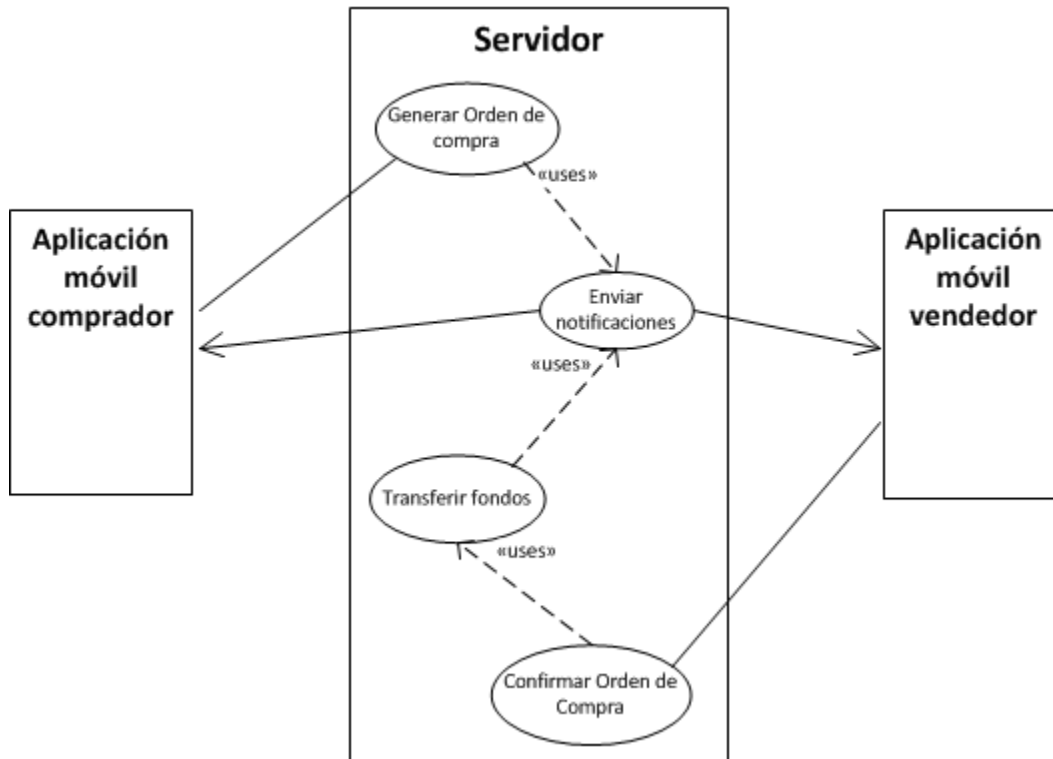 Servidor
Generar Orden de
compra
«uses»
Aplicación
móvil
comprador
Aplicación
móvil
vendedor
Enviar
notificaciones
«uses»
Transferir fondos
«uses»
Confirmar Orden de
Compra